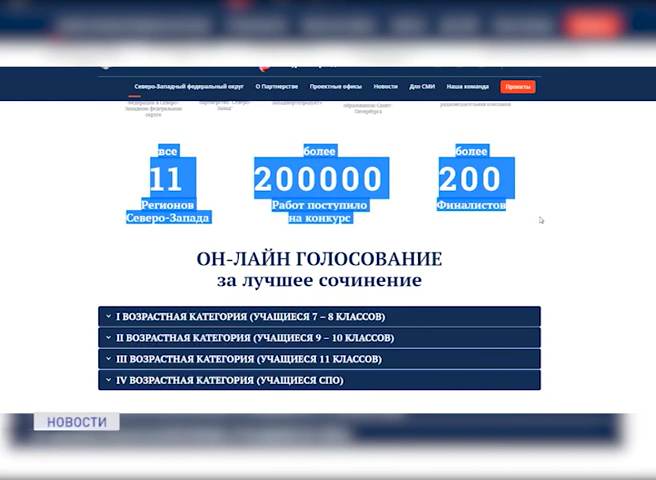 Северо-Западный федеральный округ О Партнерстве Проектные офисы Новости Для СМИ Наша команда Проекты
все
11
Регионов
Северо-Запада
более
200000
Работ поступило
на конкурс
более
200
Финалистов
ОН-ЛАЙН ГОЛОСОВАНИЕ
за лучшее сочинение
I ВОЗРАСТНАЯ КАТЕГОРИЯ (УЧАЩИЕСЯ 7 – 8 КЛАССОВ)
II ВОЗРАСТНАЯ КАТЕГОРИЯ (УЧАЩИЕСЯ 9 – 10 КЛАССОВ)
III ВОЗРАСТНАЯ КАТЕГОРИЯ (УЧАЩИЕСЯ 11 КЛАССОВ)
IV ВОЗРАСТНАЯ КАТЕГОРИЯ (УЧАЩИЕСЯ СПО)
НОВОСТИ